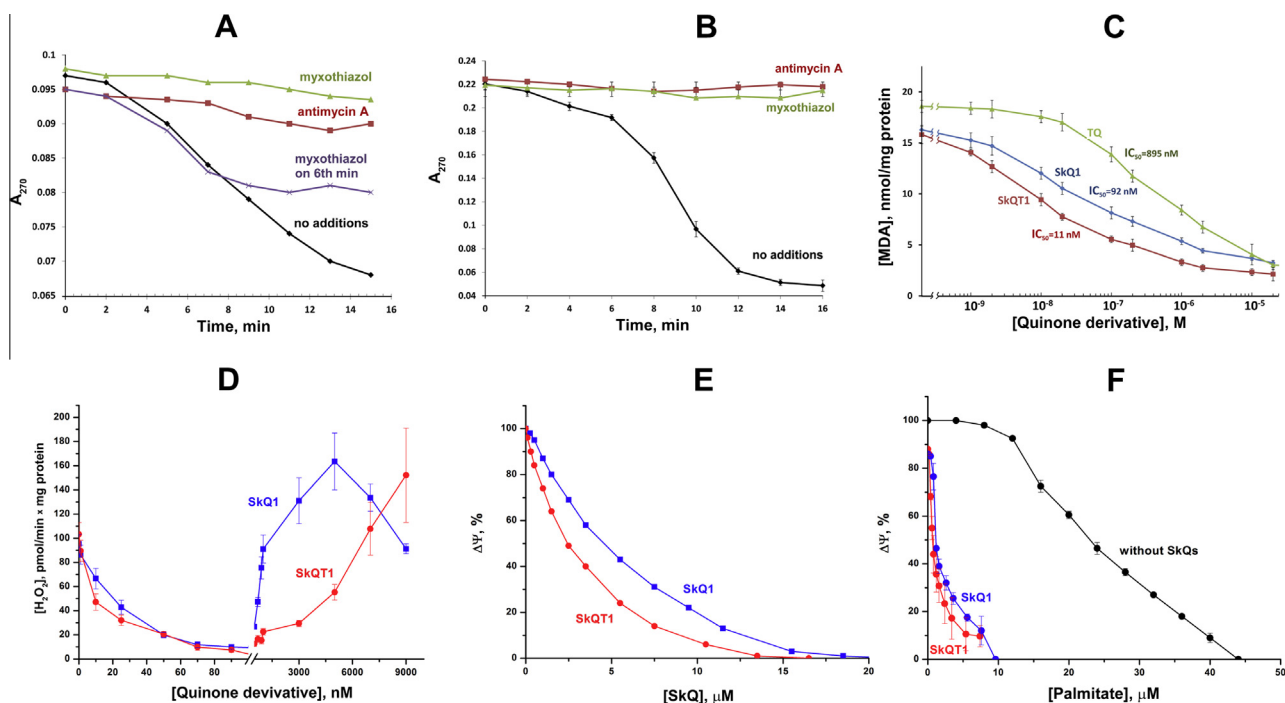 A
0.1
0.095
0.09
0.085
0.08
0.075
0.07
0.065
A270
myxothiazol
antimycin A
myxothiazol
on 6th min
no additions
0 2 4 6 8 10 12 14 16
Time, min
B
0.24
0.22
0.2
0.18
0.16
0.14
0.12
0.1
0.08
0.06
0.04
A270
antimycin A
myxothiazol
no additions
0 2 4 6 8 10 12 14 16
Time, min
C
20
15
10
5
0
[MDA], nmol/mg protein
TQ
IC50=895 nM
SkQ1
IC50=92 nM
SkQT1
IC50=11 nM
10-9 10-8 10-7 10-6 10-5
[Quinone derivative], M
D
200
180
160
140
120
100
80
60
40
20
0
[H2O2], pmol/min x mg protein
SkQ1
SkQT1
0 20 40 60 80 3000 6000 9000
[Quinone devivative], nM
E
100
80
60
40
20
0
ΔΨ, %
SkQ1
SkQT1
0 5 10 15 20
[SkQ], μM
F
100
80
60
40
20
0
ΔΨ, %
without SkQs
SkQ1
SkQT1
0 10 20 30 40 50
[Palmitate], μM